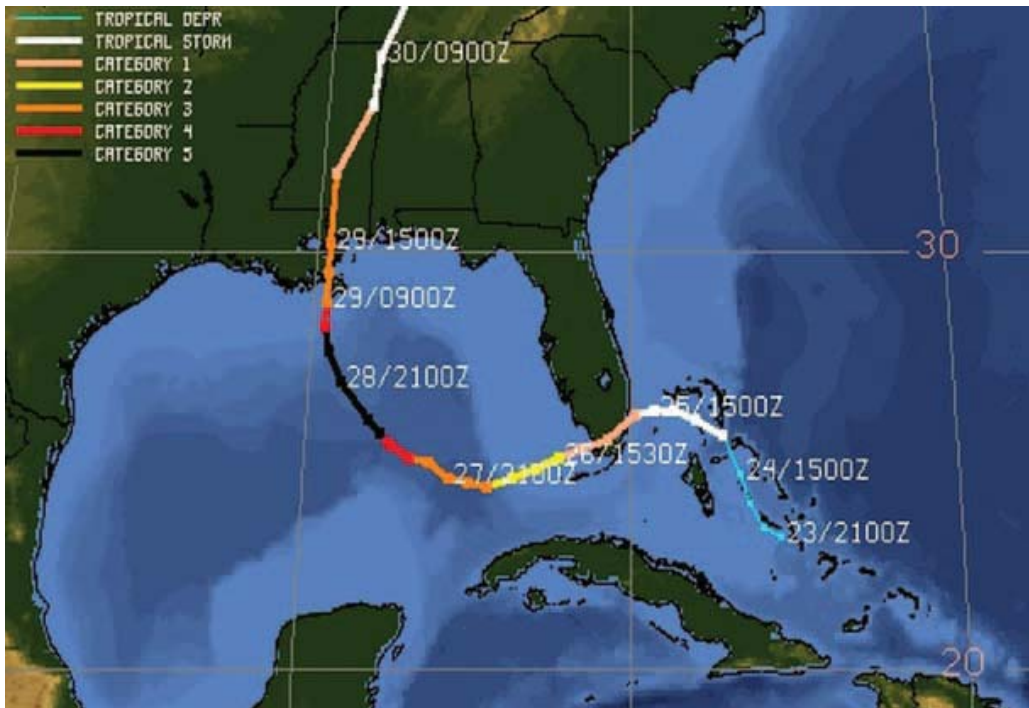 TROPICAL DEPR
TROPICAL STORM
CATEGORY 1
CATEGORY 2
CATEGORY 3
CATEGORY 4
CATEGORY 5
30/0900Z
29/1500Z
30
29/0900Z
28/2100Z
25/1500Z
26/1530Z
27/2100Z
24/1500Z
23/2100Z
20